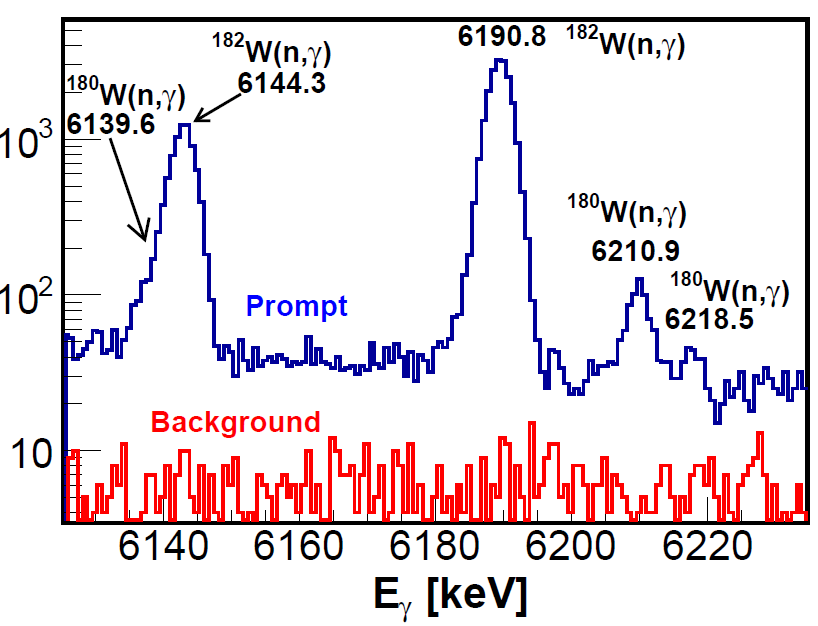 6190.8 ¹⁸²W(n,γ)
¹⁸²W(n,γ)
6144.3
¹⁸⁰W(n,γ)
6139.6
10³
¹⁸⁰W(n,γ)
6210.9
¹⁸⁰W(n,γ)
6218.5
10²
Prompt
Background
10
6140 6160 6180 6200 6220
Eγ [keV]